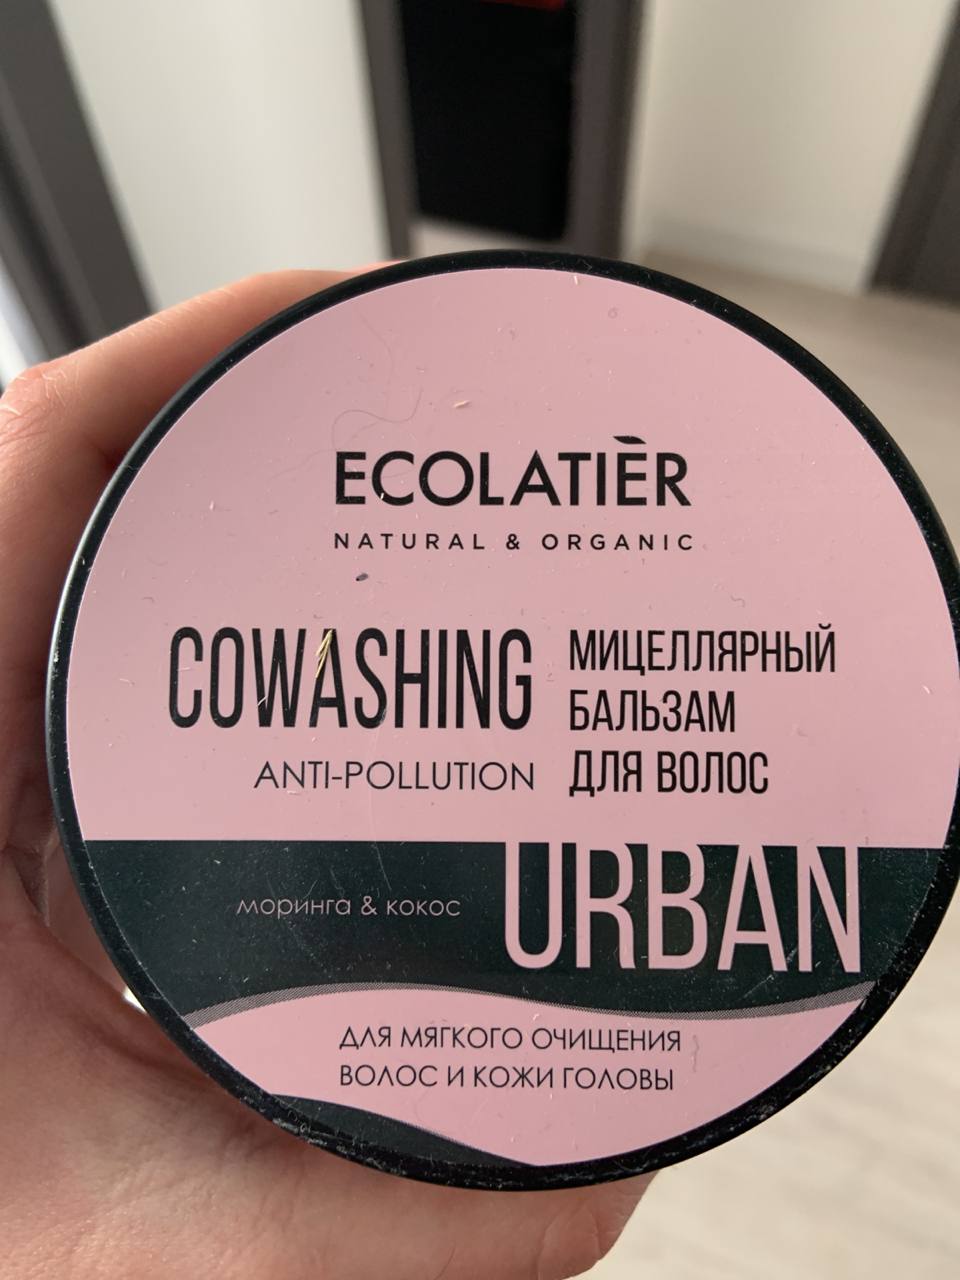 ECOLATIÈR
NATURAL & ORGANIC
COWASHING
ANTI-POLLUTION
МИЦЕЛЛЯРНЫЙ
БАЛЬЗАМ
ДЛЯ ВОЛОС
URBAN
моринга & кокос
ДЛЯ МЯГКОГО ОЧИЩЕНИЯ
ВОЛОС И КОЖИ ГОЛОВЫ